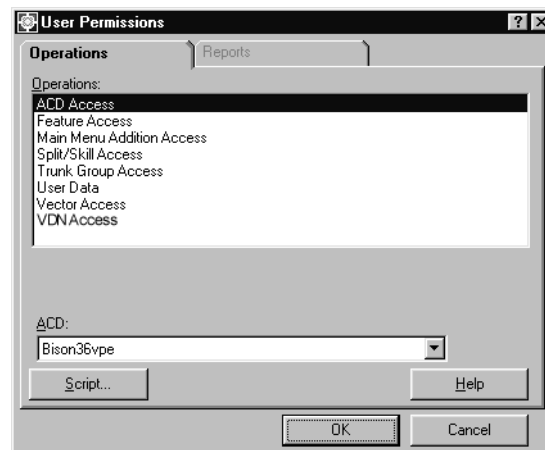 User Permissions
Operations Reports
Operations:
ACD Access
Feature Access
Main Menu Addition Access
Split/Skill Access
Trunk Group Access
User Data
Vector Access
VDN Access
ACD:
Bison36vpe
Script... Help
OK Cancel